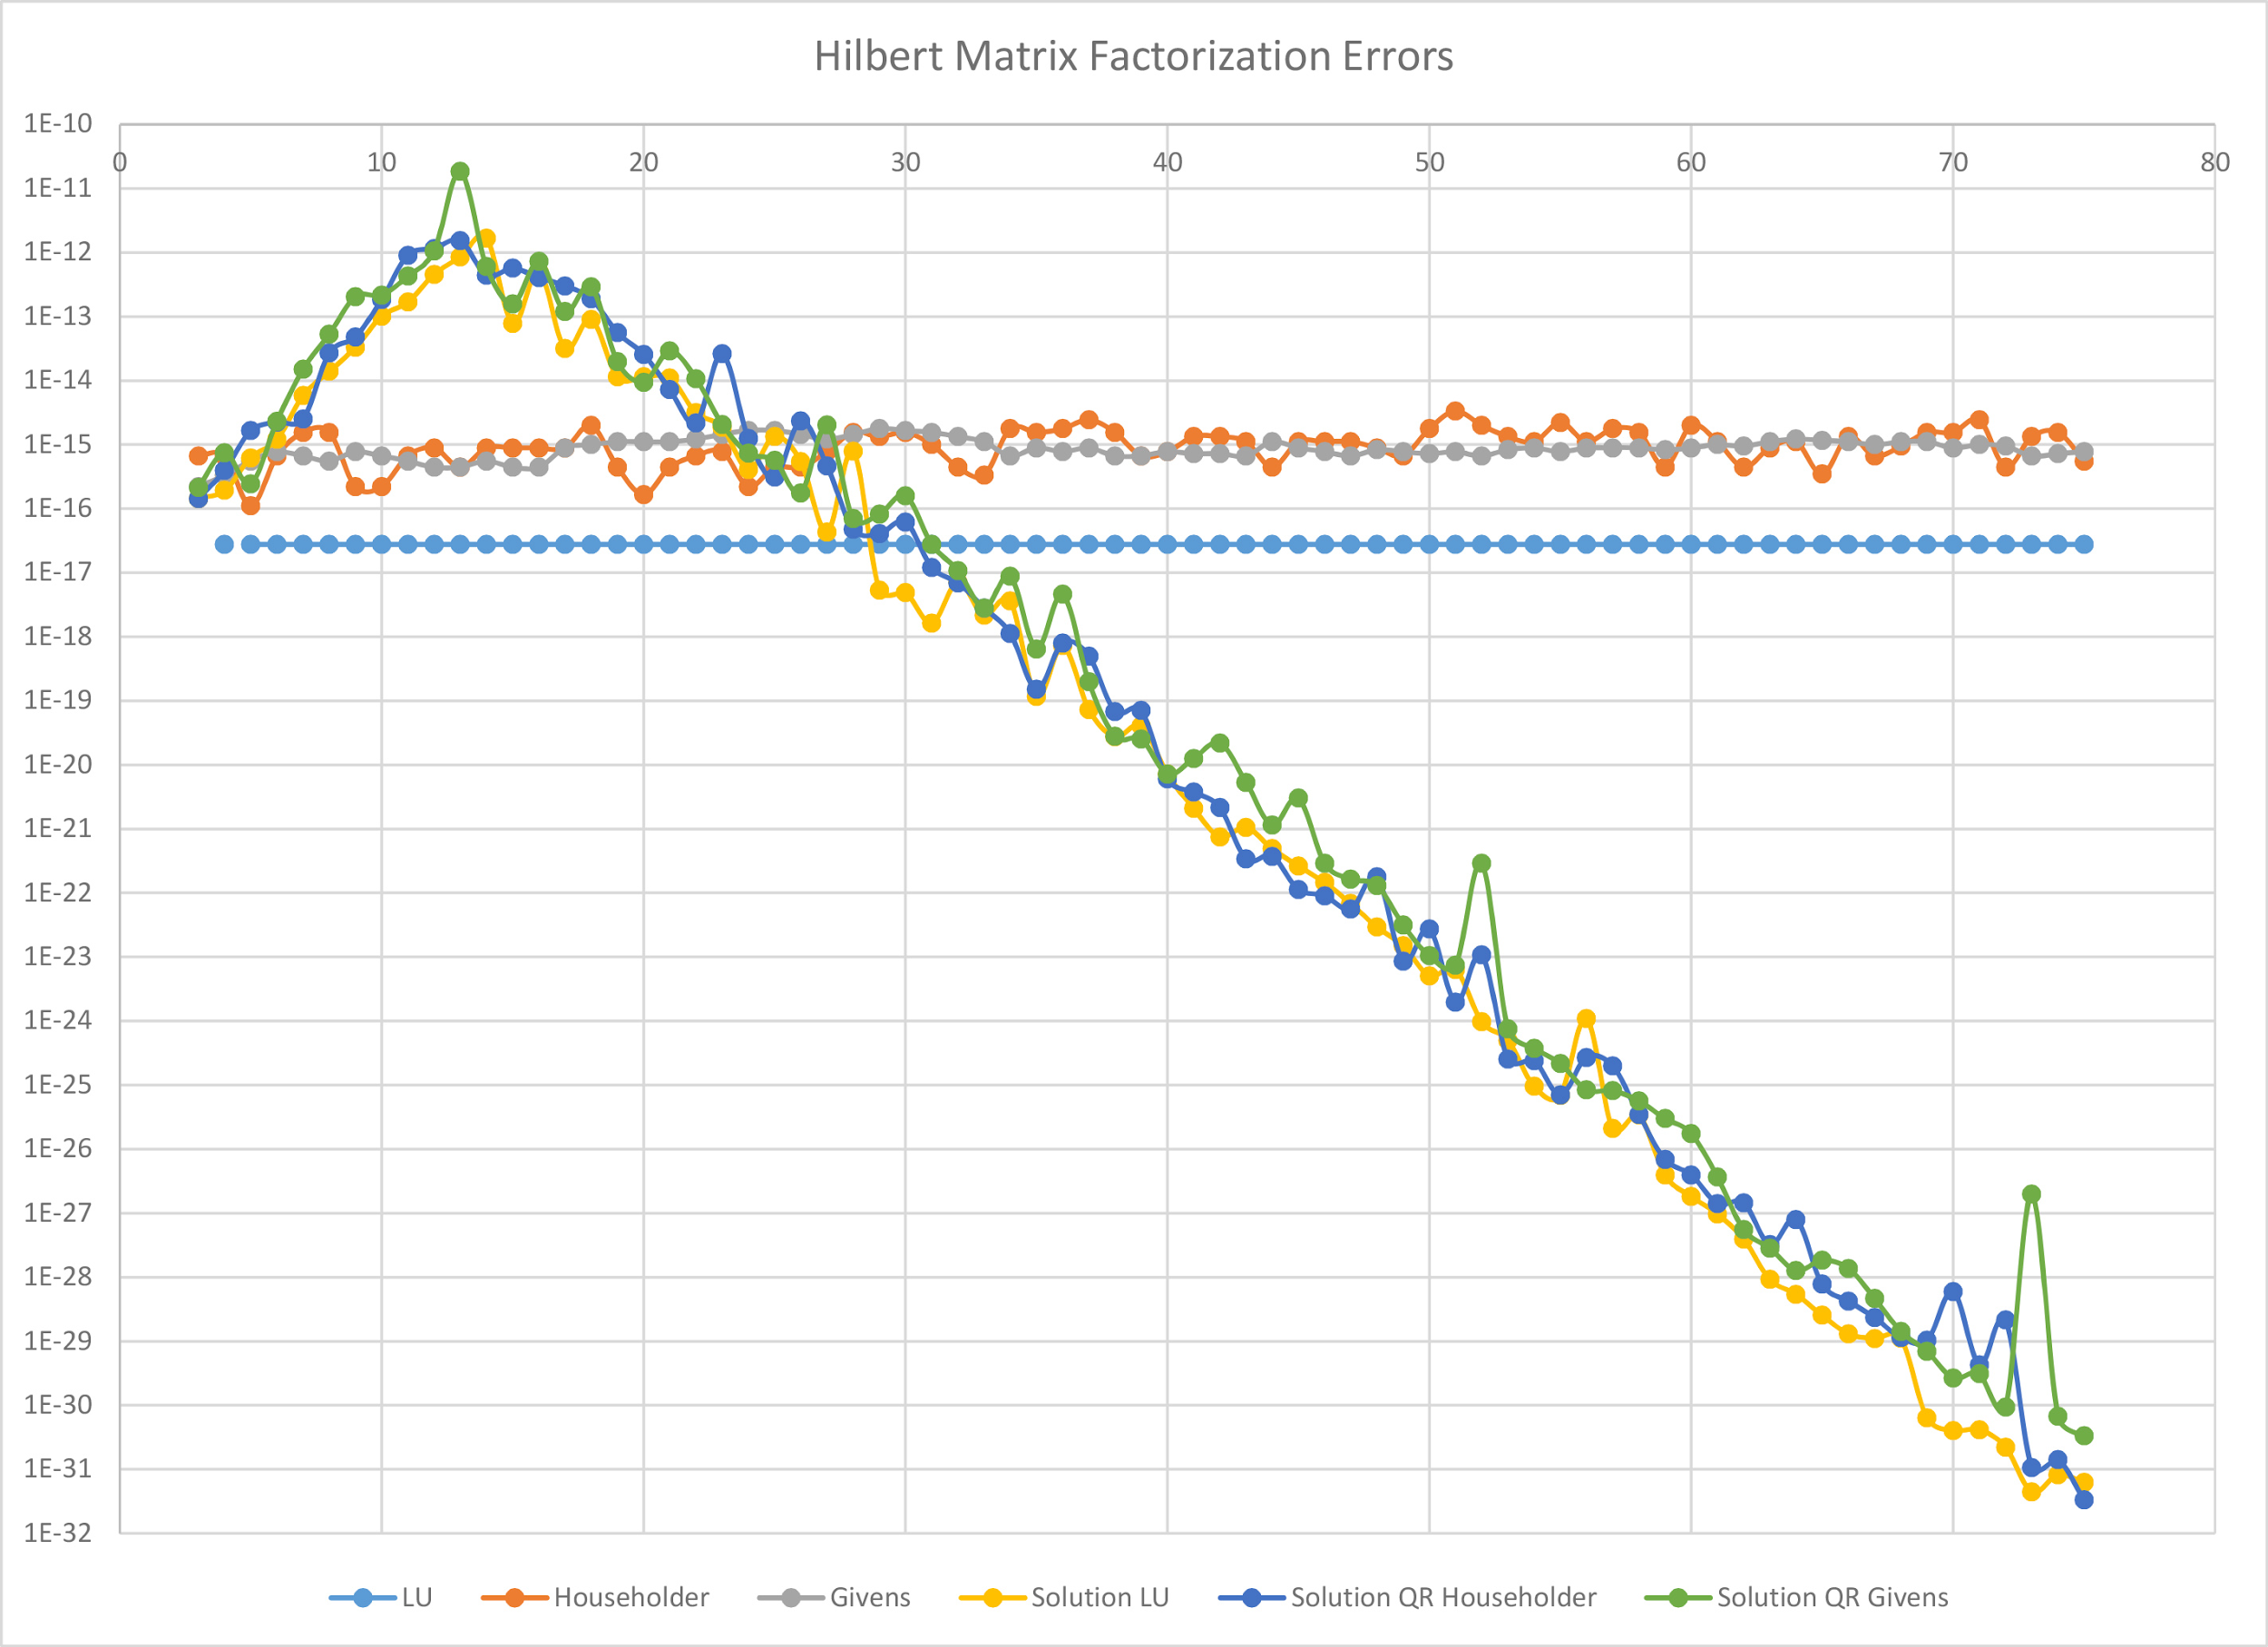 Hilbert Matrix Factorization Errors
1E-10
0 10 20 30 40 50 60 70 80
1E-11
1E-12
1E-13
1E-14
1E-15
1E-16
1E-17
1E-18
1E-19
1E-20
1E-21
1E-22
1E-23
1E-24
1E-25
1E-26
1E-27
1E-28
1E-29
1E-30
1E-31
1E-32
LU Householder Givens Solution LU Solution QR Householder Solution QR Givens